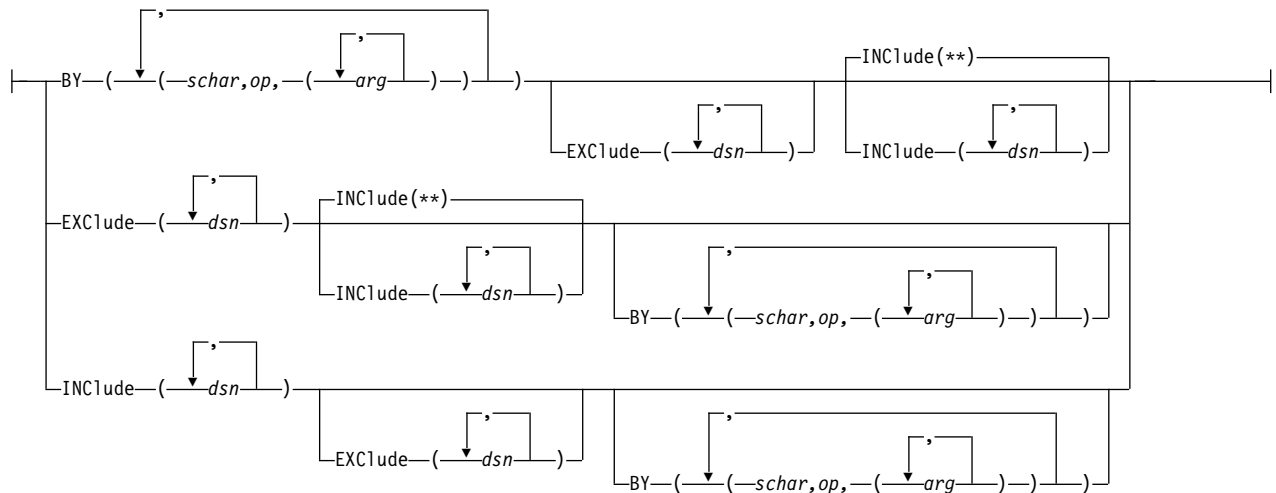 ,
, INCLude(**)
BY ( ( schar,op, ( arg ) ) ) , ,
EXCLude ( dsn ) INCLude ( dsn )
, INCLude(**)
EXCLude ( dsn ) , ,
INCLude ( dsn ) ,
BY ( ( schar,op, ( arg ) ) )
,
INCLude ( dsn ) , ,
EXCLude ( dsn ) ,
BY ( ( schar,op, ( arg ) ) )